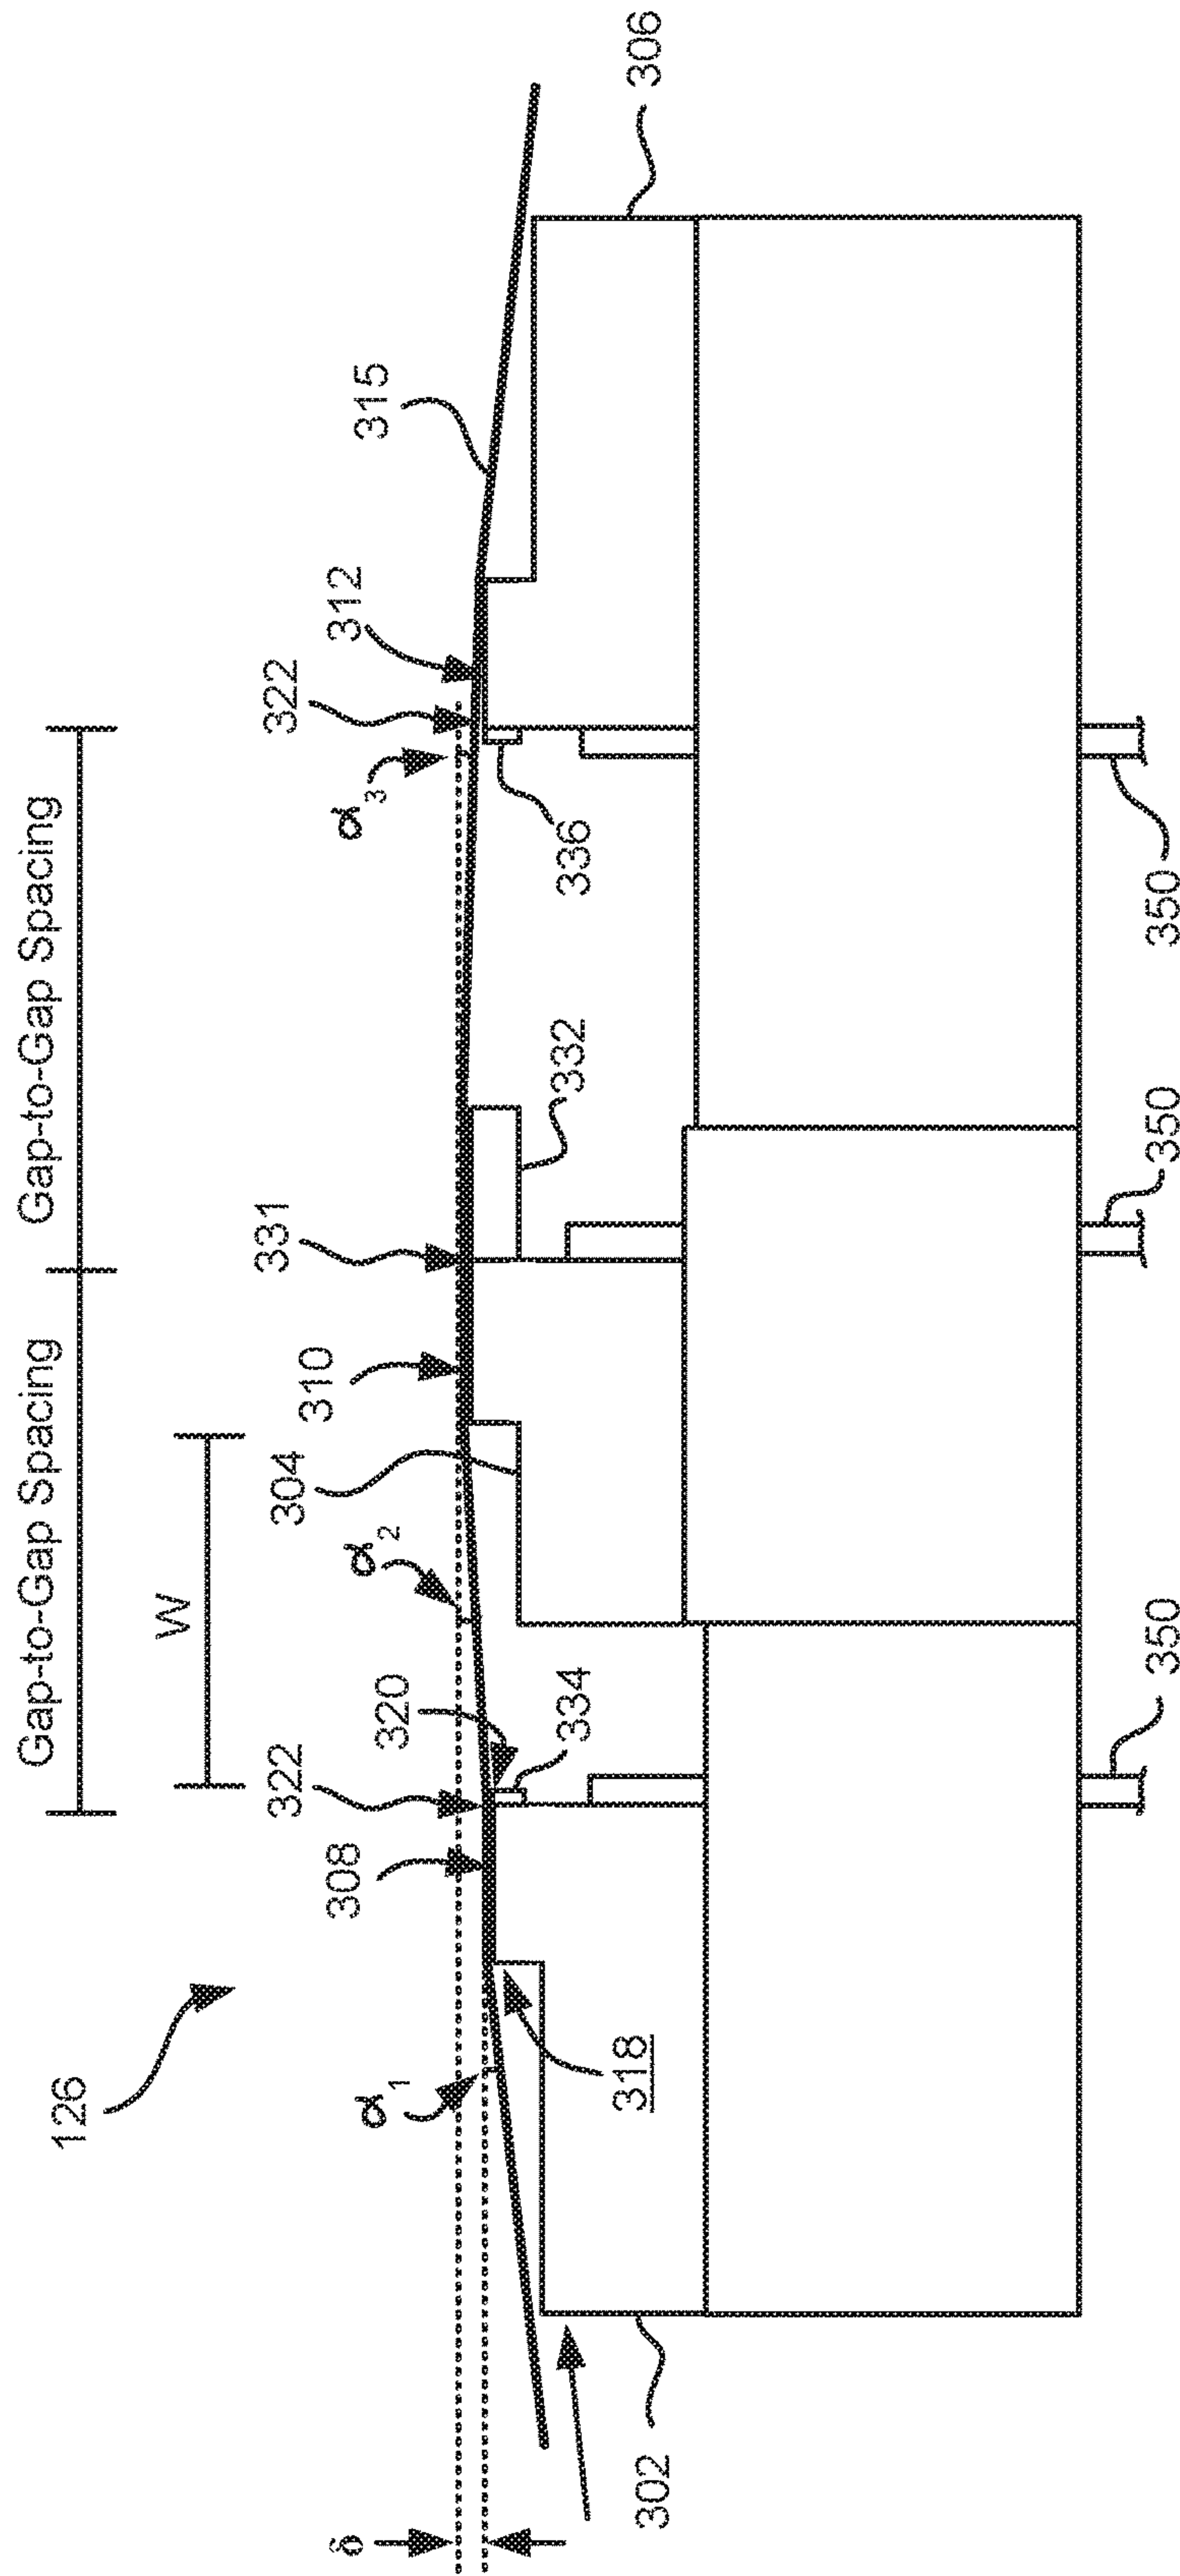 Gap-to-Gap Spacing
Gap-to-Gap Spacing
W
126
308
322
320
334
α2
304
310
331
332
α3
322
312
336
315
306
α1
318
δ
302
350
350
350